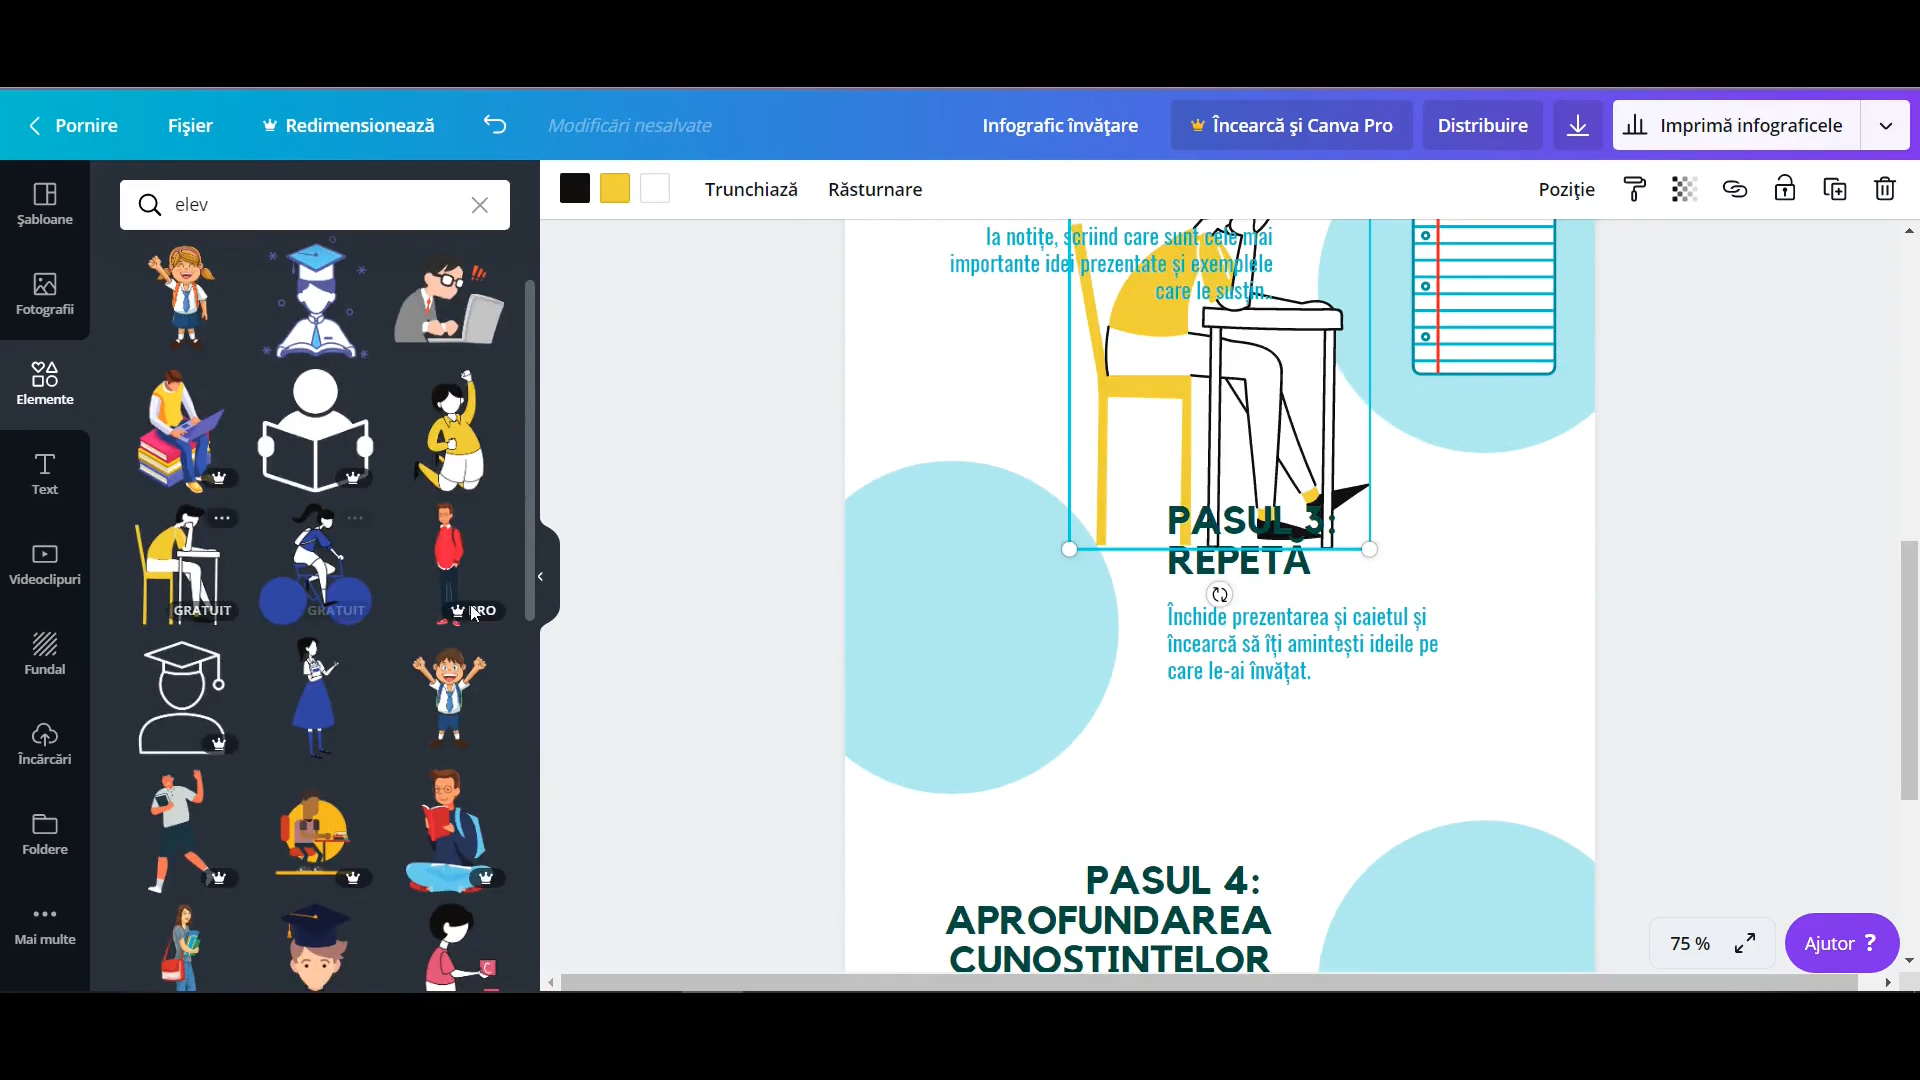 Pornire
Fișier
Redimensionează
Modificări nesalvate
Infografic învățare
Încearcă și Canva Pro
Distribuire
Imprimă infograficele
Șabloane
Fotografii
Elemente
Text
Videoclipuri
Fundal
Încărcări
Foldere
Mai multe
elev
GRATUIT
GRATUIT
PRO
C
Trunchiază
Răsturnare
Poziție
Ia notițe, scriind care sunt cele mai
importante idei prezentate și exemplele
care le susțin..
PASUL 3:
REPETĂ
Închide prezentarea și caietul și
încearcă să îți amintești ideile pe
care le-ai învățat.
PASUL 4:
APROFUNDAREA
CUNOSTINTELOR
75 %
Ajutor ?